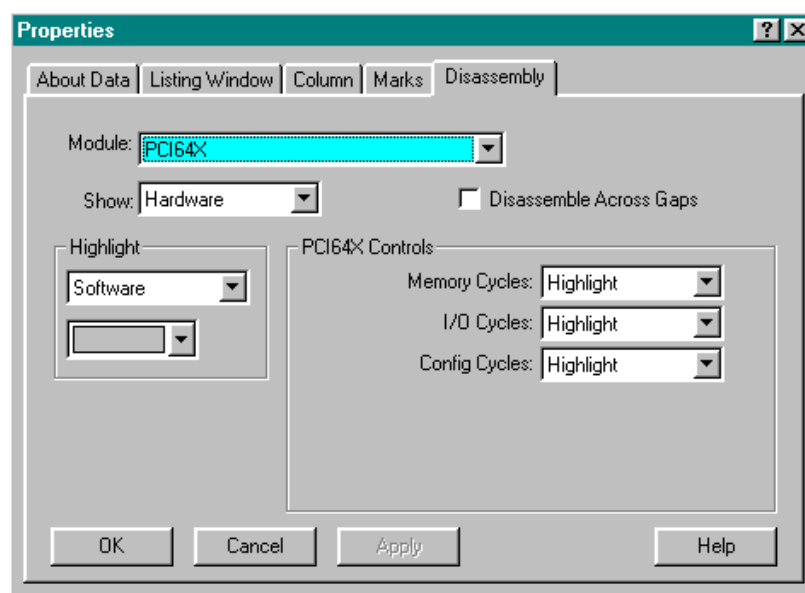 Properties
About Data Listing Window Column Marks Disassembly
Module: PCI64X
Show: Hardware Disassemble Across Gaps
Highlight PCI64X Controls
Software Memory Cycles: Highlight
I/O Cycles: Highlight
Config Cycles: Highlight
OK Cancel Apply Help